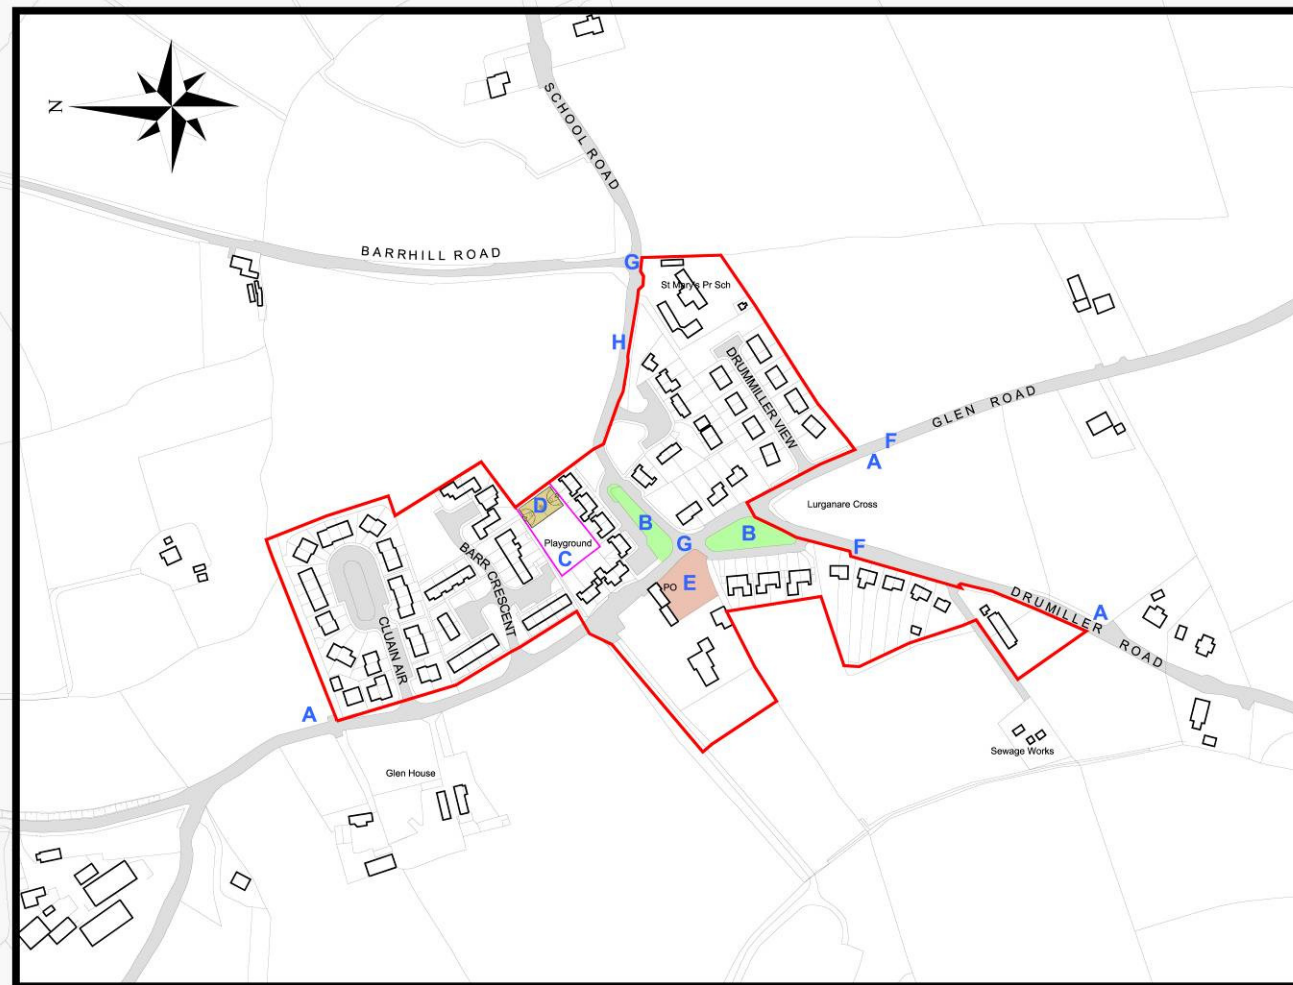 N
SCHOOL ROAD
BARRHILL ROAD
G
St Mary's Pr Sch
H
DRUMMILLER VIEW
GLEN ROAD
F
A
Lurganare Cross
D
B
B
Playground
G
F
C
BARR CRESCENT
E
PO
A
DRUMILLER ROAD
CLUAIN AIR
A
Sewage Works
Glen House